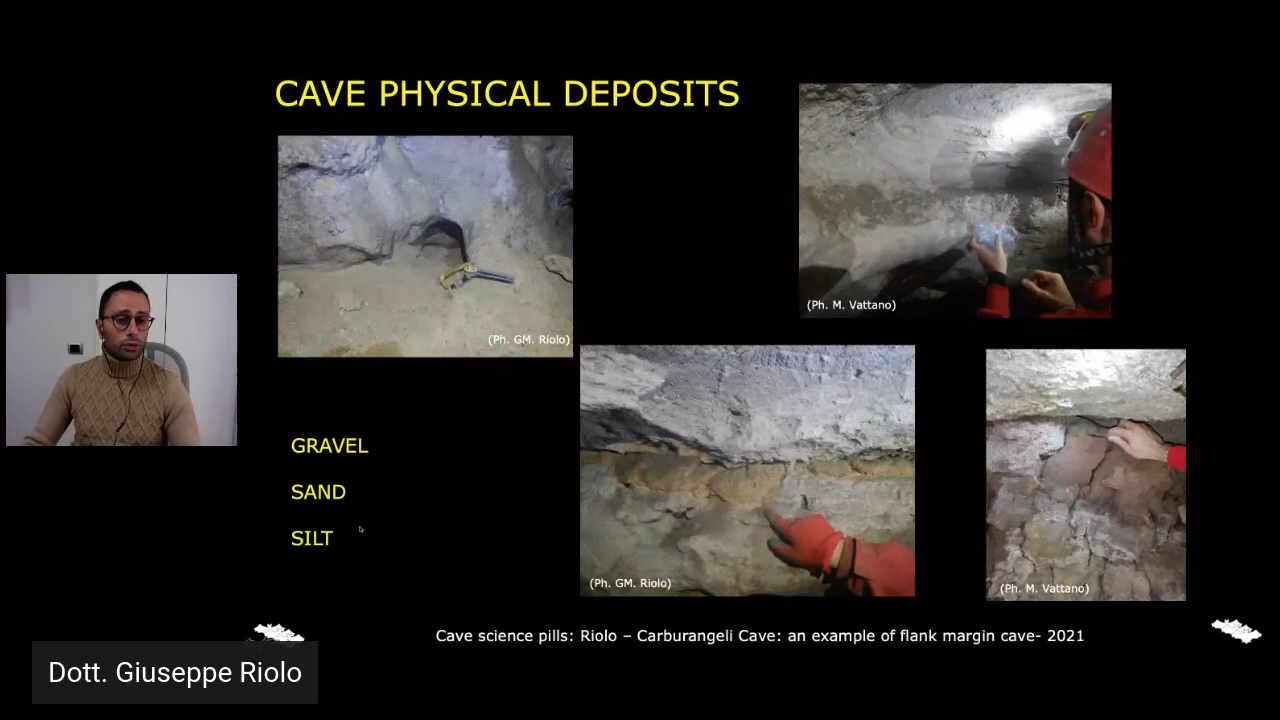 CAVE PHYSICAL DEPOSITS
(Ph. M. Vattano)
(Ph. GM. Riolo)
GRAVEL
SAND
SILT
(Ph. GM. Riolo)
(Ph. M. Vattano)
Cave science pills: Riolo – Carburangeli Cave: an example of flank margin cave- 2021
Dott. Giuseppe Riolo